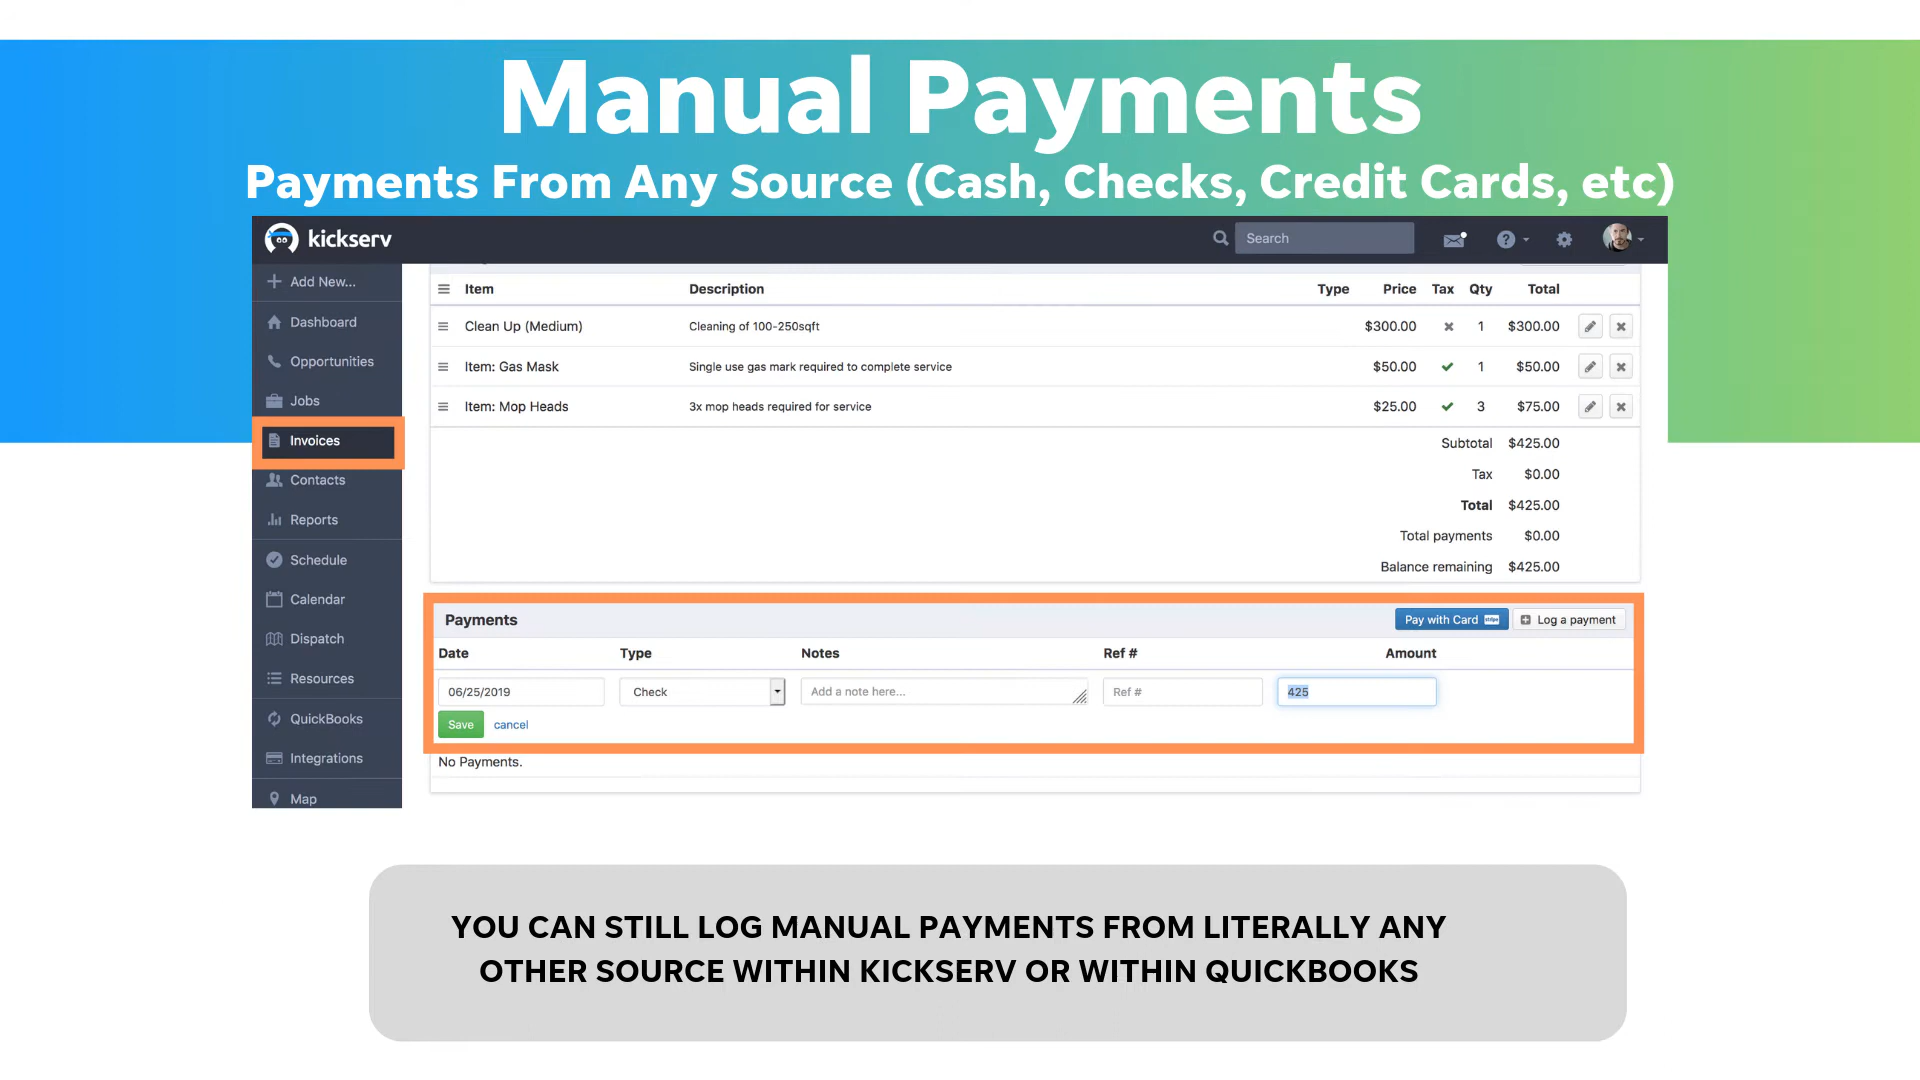 Manual Payments
Payments From Any Source (Cash, Checks, Credit Cards, etc)
kickserv
Search
Add New...
Dashboard
Opportunities
Jobs
Invoices
Contacts
Reports
Schedule
Calendar
Dispatch
Resources
QuickBooks
Integrations
Map
Item Description Type Price Tax Qty Total
Clean Up (Medium) Cleaning of 100-250sqft $300.00 1 $300.00
Item: Gas Mask Single use gas mark required to complete service $50.00 1 $50.00
Item: Mop Heads 3x mop heads required for service $25.00 3 $75.00
Subtotal $425.00
Tax $0.00
Total $425.00
Total payments $0.00
Balance remaining $425.00
Payments Pay with Card stripe Log a payment
Date Type Notes Ref # Amount
06/25/2019 Check Add a note here... Ref # 425
Save cancel
No Payments.
YOU CAN STILL LOG MANUAL PAYMENTS FROM LITERALLY ANY
OTHER SOURCE WITHIN KICKSERV OR WITHIN QUICKBOOKS